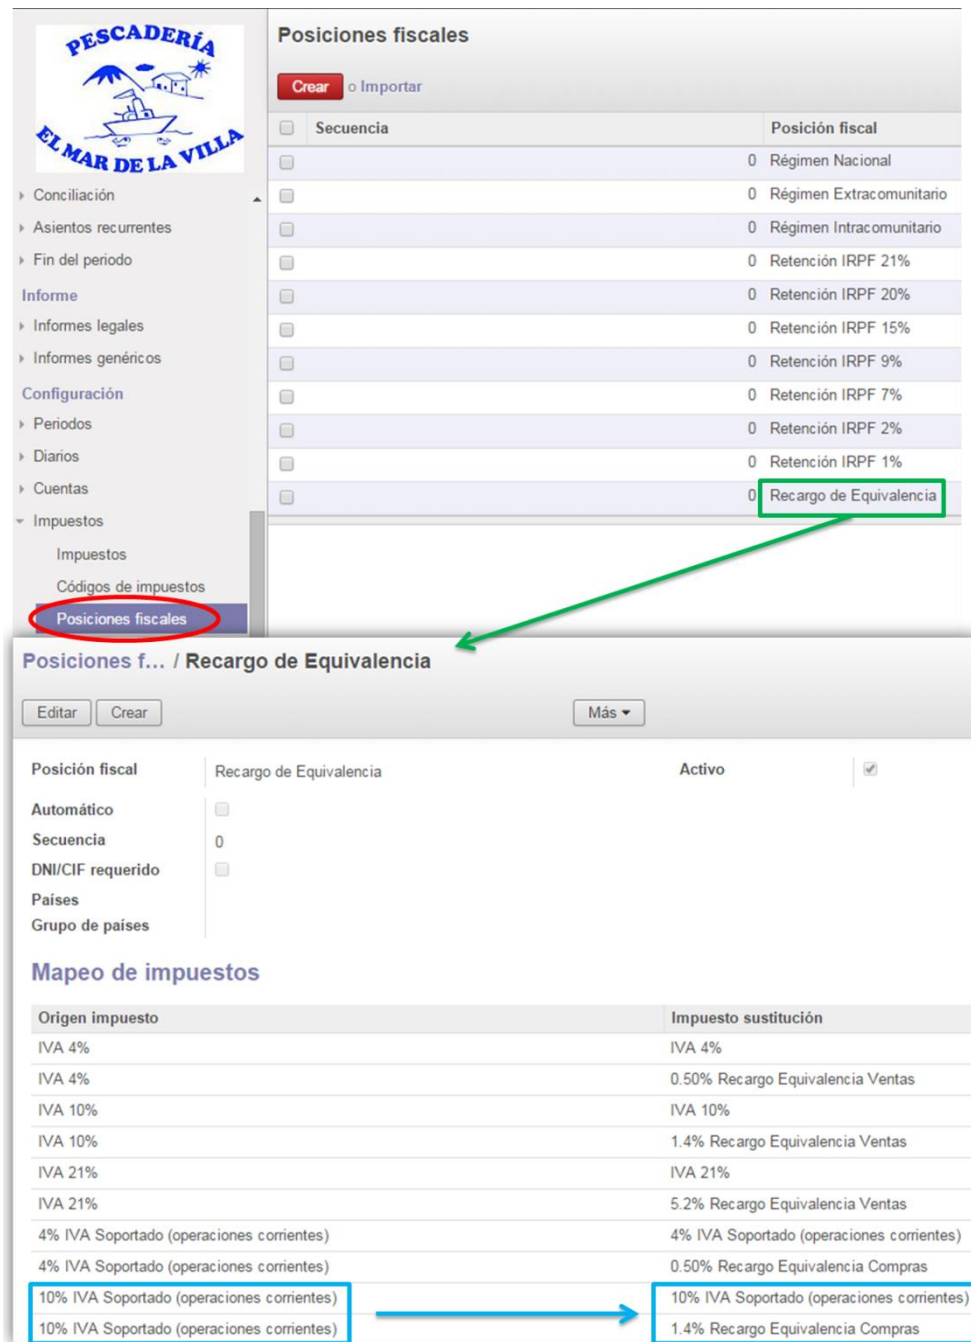 PESCADERÍA
EL MAR DE LA VILLA
Posiciones fiscales
Crear o Importar
Secuencia Posición fiscal
0 Régimen Nacional
Conciliación
0 Régimen Extracomunitario
Asientos recurrentes
0 Régimen Intracomunitario
Fin del periodo
0 Retención IRPF 21%
Informe
0 Retención IRPF 20%
Informes legales
0 Retención IRPF 15%
Informes genéricos
0 Retención IRPF 9%
Configuración
0 Retención IRPF 7%
Periodos
0 Retención IRPF 2%
Diarios
0 Retención IRPF 1%
Cuentas
0 Recargo de Equivalencia
Impuestos
Impuestos
Códigos de impuestos
Posiciones fiscales
Posiciones f... / Recargo de Equivalencia
Editar Crear Más
Posición fiscal Recargo de Equivalencia Activo
Automático
Secuencia 0
DNI/CIF requerido
Países
Grupo de países
Mapeo de impuestos
Origen impuesto Impuesto sustitución
IVA 4% IVA 4%
IVA 4% 0.50% Recargo Equivalencia Ventas
IVA 10% IVA 10%
IVA 10% 1.4% Recargo Equivalencia Ventas
IVA 21% IVA 21%
IVA 21% 5.2% Recargo Equivalencia Ventas
4% IVA Soportado (operaciones corrientes) 4% IVA Soportado (operaciones corrientes)
4% IVA Soportado (operaciones corrientes) 0.50% Recargo Equivalencia Compras
10% IVA Soportado (operaciones corrientes) 10% IVA Soportado (operaciones corrientes)
10% IVA Soportado (operaciones corrientes) 1.4% Recargo Equivalencia Compras